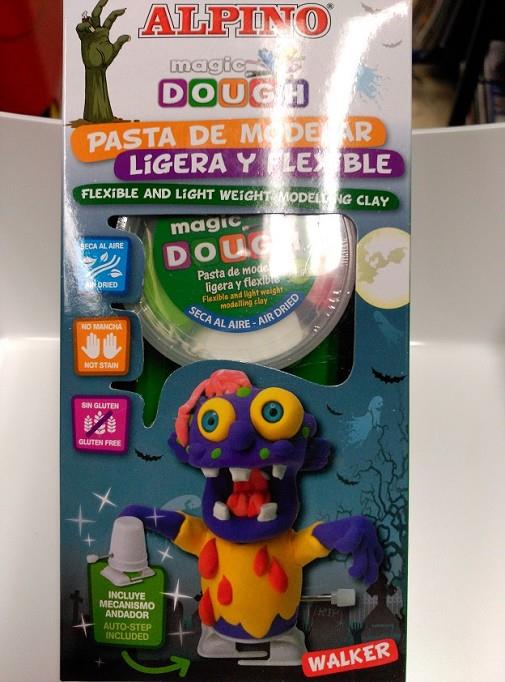 ALPINO®
magic
DOUGH
PASTA DE MODELAR
LiGERA Y FLEXIBLE
FLEXIBLE AND LIGHT WEIGHT MODELLING CLAY
magic
DOUGH
Pasta de mode
ligera y flexible
Flexible and light weight
modelling clay
SECA AL AIRE - AIR DRIED
SECA AL AIRE
AIR DRIED
NO MANCHA
NOT STAIN
SIN GLUTEN
GLUTEN FREE
INCLUYE
MECANISMO
ANDADOR
AUTO-STEP
INCLUDED
WALKER